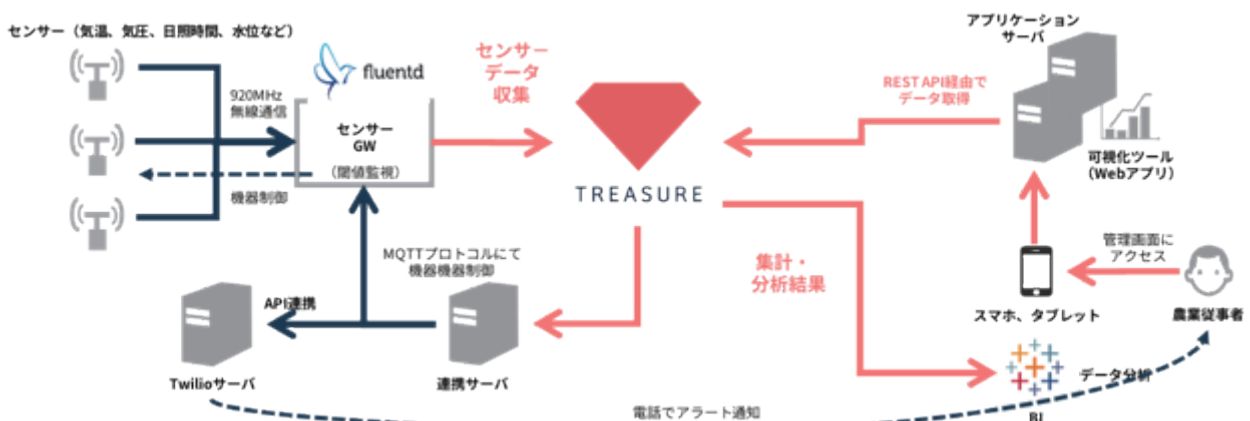 センサー（気温、気圧、日照時間、水位など）
fluentd
920MHz
無線通信
センサー
GW
（閾値監視）
機器制御
センサー
データ
収集
TREASURE
REST API経由で
データ取得
アプリケーション
サーバ
可視化ツール
（Webアプリ）
管理画面に
アクセス
スマホ、タブレット
農業従事者
MQTTプロトコルにて
機器機器制御
API連携
集計・
分析結果
Twilioサーバ
連携サーバ
データ分析
BI
電話でアラート通知